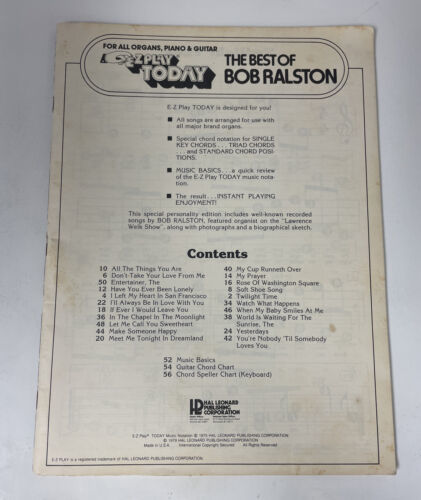 FOR ALL ORGANS, PIANO & GUITAR
E-Z PLAY
TODAY
THE BEST OF
BOB RALSTON
E-Z Play TODAY is designed for you!
■ All songs are arranged for use with
all major brand organs.
■ Special chord notation for SINGLE
KEY CHORDS . . . TRIAD CHORDS
. . . and STANDARD CHORD POSI-
TIONS.
■ MUSIC BASICS . . . a quick review
of the E-Z Play TODAY music nota-
tion.
■ The result . . . INSTANT PLAYING
ENJOYMENT!
This special personality edition includes well-known recorded
songs by BOB RALSTON, featured organist on the "Lawrence
Welk Show", along with photographs and a biographical sketch.
Contents
10 All The Things You Are
6 Don't Take Your Love From Me
50 Entertainer, The
12 Have You Ever Been Lonely
4 I Left My Heart In San Francisco
22 I'll Always Be In Love With You
18 If Ever I Would Leave You
36 In The Chapel In The Moonlight
48 Let Me Call You Sweetheart
44 Make Someone Happy
20 Meet Me Tonight In Dreamland
40 My Cup Runneth Over
14 My Prayer
16 Rose Of Washington Square
8 Soft Shoe Song
2 Twilight Time
34 Watch What Happens
46 When My Baby Smiles At Me
38 World Is Waiting For The
Sunrise, The
24 Yesterdays
42 You're Nobody 'Til Somebody
Loves You
52 Music Basics
54 Guitar Chord Chart
56 Chord Speller Chart (Keyboard)
HAL LEONARD
PUBLISHING
CORPORATION
E-Z Play® TODAY Music Notation © 1975 HAL LEONARD PUBLISHING CORPORATION
© 1979 HAL LEONARD PUBLISHING CORPORATION
Made in U.S.A. International Copyright Secured All Rights Reserved
E-Z PLAY is a registered trademark of HAL LEONARD PUBLISHING CORPORATION.